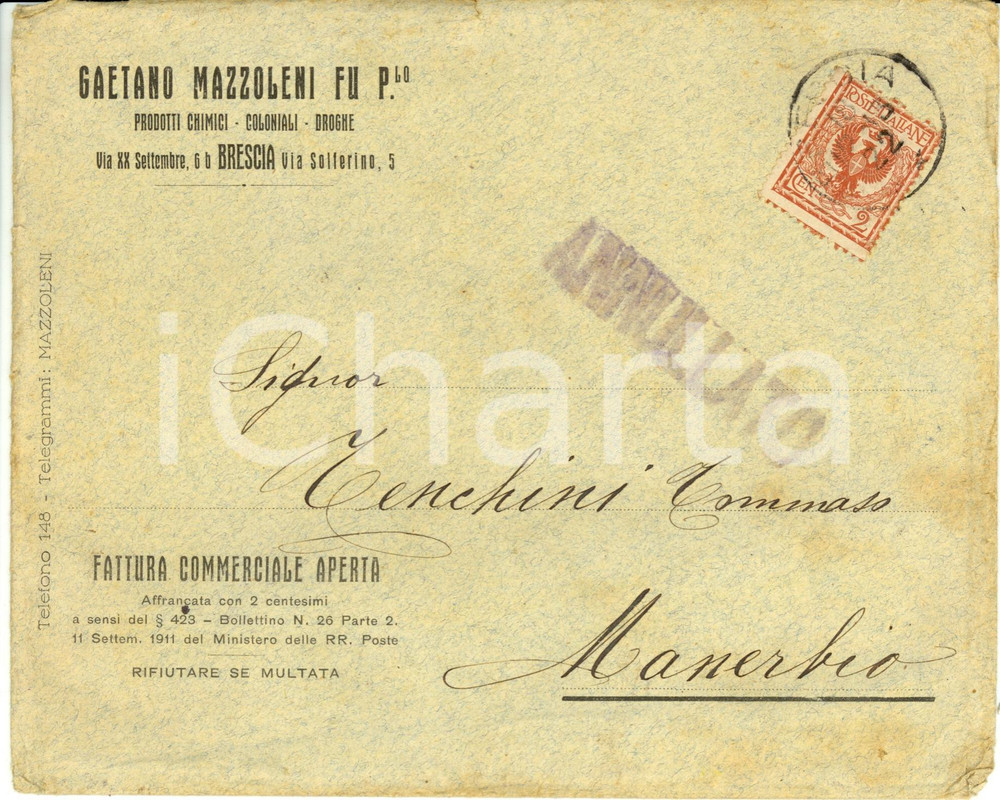 GAETANO MAZZOLENI FU P.LO
PRODOTTI CHIMICI - COLONIALI - DROGHE
Via XX Settembre, 6 b BRESCIA Via Solferino, 5
POSTE ITALIANE
CENT. 2
ANNULLATO
Telefono 148 - Telegrammi: MAZZOLENI
iCharta
Signor
Tenchini Tommaso
Manerbio
FATTURA COMMERCIALE APERTA
Affrancata con 2 centesimi
a sensi del § 423 - Bollettino N. 26 Parte 2.
11 Settem. 1911 del Ministero delle RR. Poste
RIFIUTARE SE MULTATA